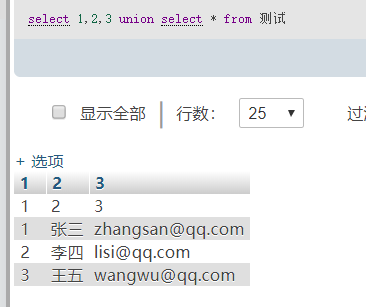 select 1,2,3 union select * from 测试
显示全部 行数： 25 过
+ 选项
1 2 3
1 2 3
1 张三 zhangsan@qq.com
2 李四 lisi@qq.com
3 王五 wangwu@qq.com